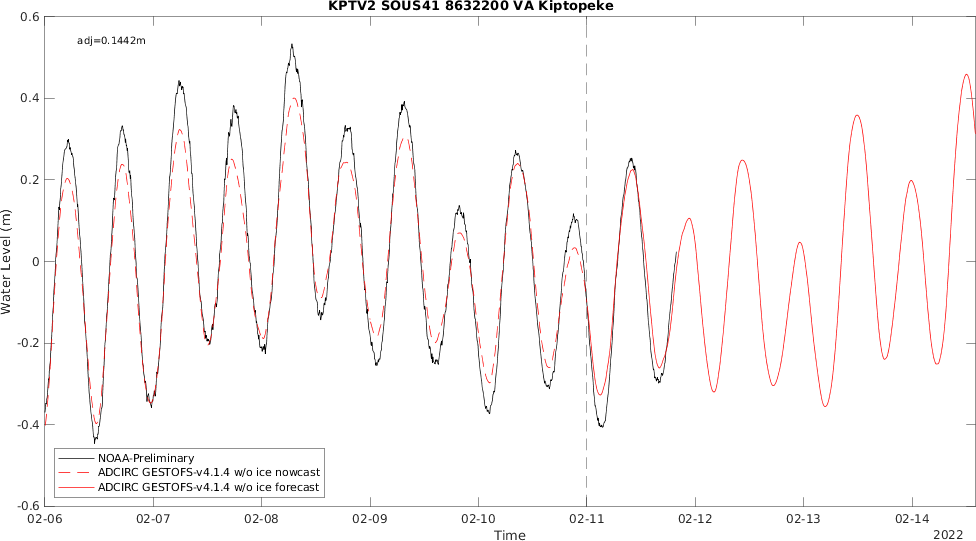 KPTV2 SOUS41 8632200 VA Kiptopeke
adj=0.1442m
0.6
0.4
0.2
0
-0.2
-0.4
-0.6
Water Level (m)
NOAA-Preliminary
ADCIRC GESTOFS-v4.1.4 w/o ice nowcast
ADCIRC GESTOFS-v4.1.4 w/o ice forecast
02-06 02-07 02-08 02-09 02-10 02-11 02-12 02-13 02-14
Time
2022